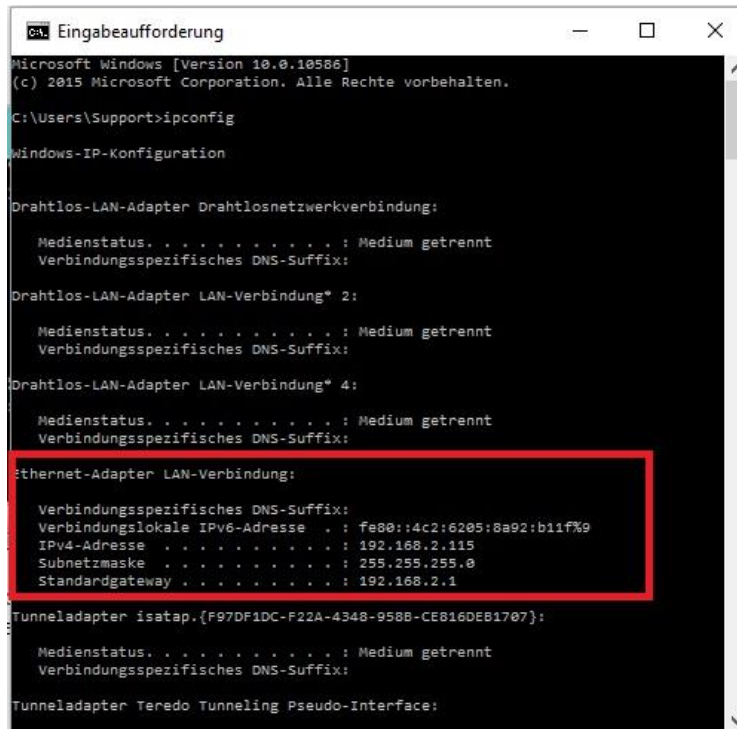 Eingabeaufforderung
Microsoft Windows [Version 10.0.10586]
(c) 2015 Microsoft Corporation. Alle Rechte vorbehalten.
C:\Users\Support>ipconfig
Windows-IP-Konfiguration
Drahtlos-LAN-Adapter Drahtlosnetzwerkverbindung:
Medienstatus. . . . . . . . . . . : Medium getrennt
Verbindungsspezifisches DNS-Suffix:
Drahtlos-LAN-Adapter LAN-Verbindung* 2:
Medienstatus. . . . . . . . . . . : Medium getrennt
Verbindungsspezifisches DNS-Suffix:
Drahtlos-LAN-Adapter LAN-Verbindung* 4:
Medienstatus. . . . . . . . . . . : Medium getrennt
Verbindungsspezifisches DNS-Suffix:
Ethernet-Adapter LAN-Verbindung:
Verbindungsspezifisches DNS-Suffix:
Verbindungslokale IPv6-Adresse  . : fe80::4c2:6205:8a92:b11f%9
IPv4-Adresse  . . . . . . . . . . : 192.168.2.115
Subnetzmaske  . . . . . . . . . . : 255.255.255.0
Standardgateway . . . . . . . . . : 192.168.2.1
Tunneladapter isatap.{F97DF1DC-F22A-4348-958B-CE816DEB1707}:
Medienstatus. . . . . . . . . . . : Medium getrennt
Verbindungsspezifisches DNS-Suffix:
Tunneladapter Teredo Tunneling Pseudo-Interface: